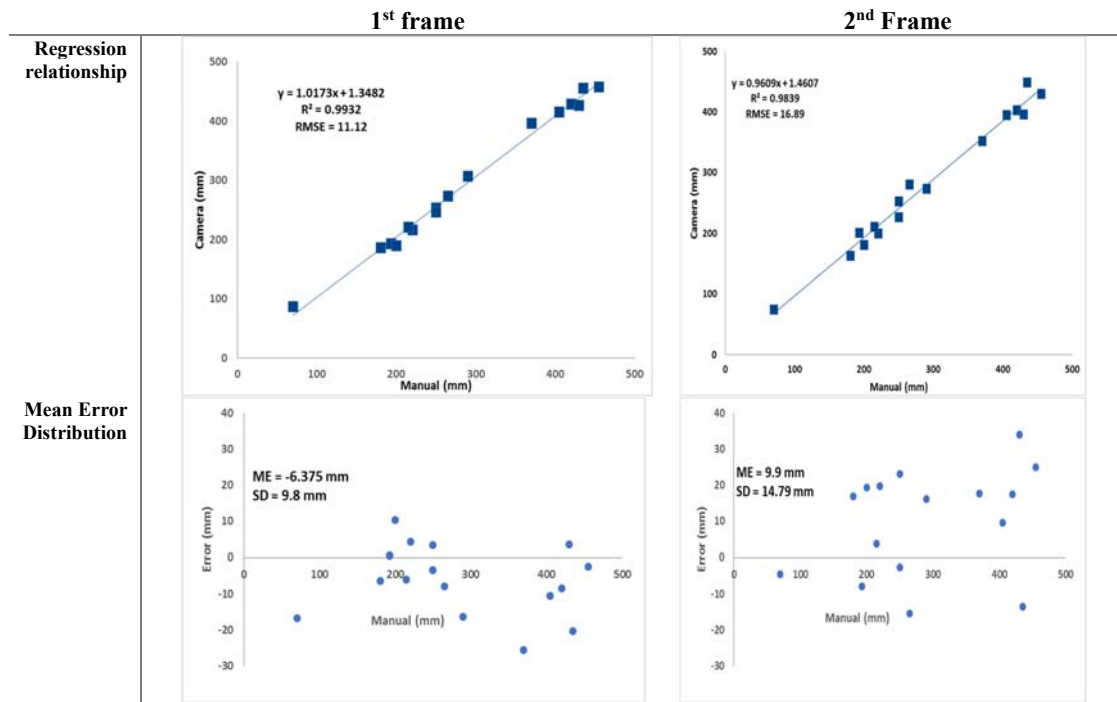 1st frame
2nd Frame
Regression
relationship
500
400
300
200
100
0
Camera (mm)
y = 1.0173x + 1.3482
R² = 0.9932
RMSE = 11.12
0 100 200 300 400 500
Manual (mm)
500
400
300
200
100
0
Camera (mm)
y = 0.9609x + 1.4607
R² = 0.9839
RMSE = 16.89
0 100 200 300 400 500
Manual (mm)
Mean Error
Distribution
40
30
20
10
0
-10
-20
-30
Error (mm)
ME = -6.375 mm
SD = 9.8 mm
0 100 200 300 400 500
Manual (mm)
40
30
20
10
0
-10
-20
-30
Error (mm)
ME = 9.9 mm
SD = 14.79 mm
0 100 200 300 400 500
Manual (mm)